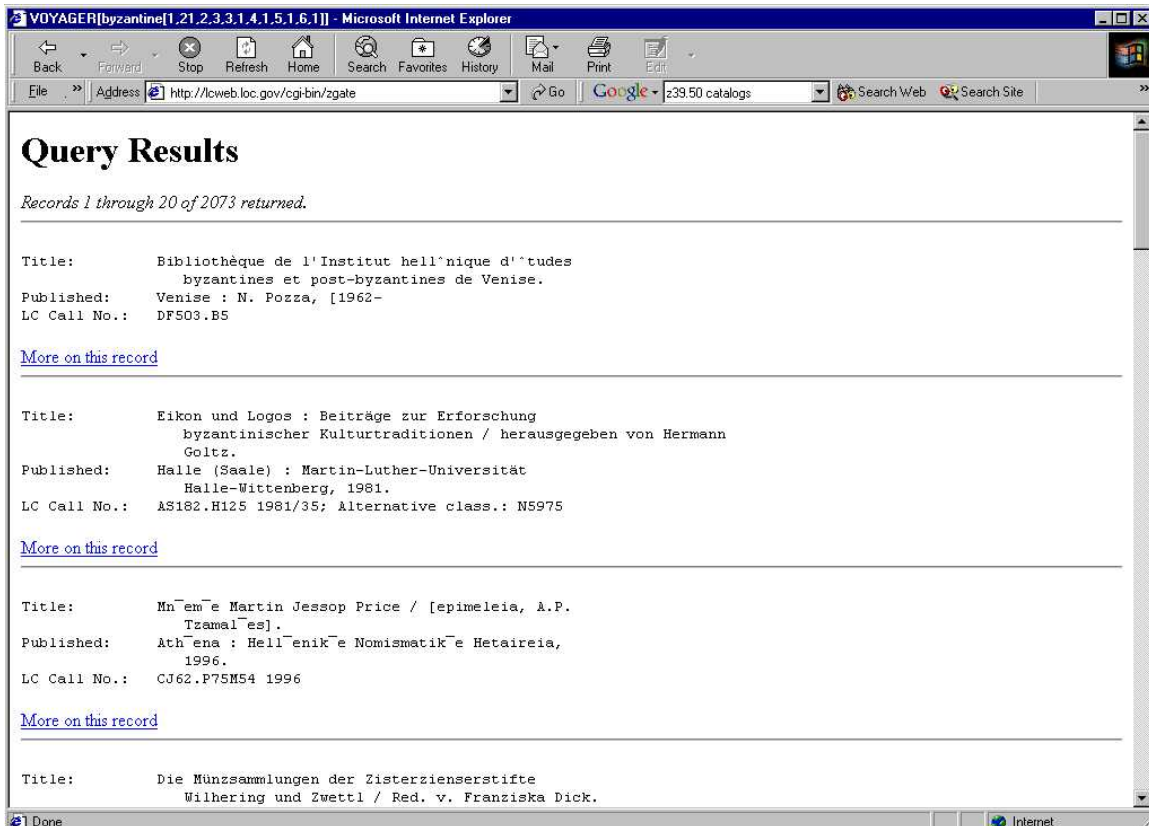 VOYAGER[byzantine[1,21,2,3,3,1,4,1,5,1,6,1]] - Microsoft Internet Explorer
Back Forward Stop Refresh Home Search Favorites History Mail Print Edit
File » Address http://lcweb.loc.gov/cgi-bin/zgate Go Google z39.50 catalogs Search Web Search Site »
Query Results
Records 1 through 20 of 2073 returned.
Title: Bibliothèque de l'Institut hellˆnique d'ˆtudes
byzantines et post-byzantines de Venise.
Published: Venise : N. Pozza, [1962-
LC Call No.: DF503.B5
More on this record
Title: Eikon und Logos : Beiträge zur Erforschung
byzantinischer Kulturtraditionen / herausgegeben von Hermann
Goltz.
Published: Halle (Saale) : Martin-Luther-Universität
Halle-Wittenberg, 1981.
LC Call No.: AS182.H125 1981/35; Alternative class.: N5975
More on this record
Title: Mn¯em¯e Martin Jessop Price / [epimeleia, A.P.
Tzamal¯es].
Published: Ath¯ena : Hell¯enik¯e Nomismatik¯e Hetaireia,
1996.
LC Call No.: CJ62.P75M54 1996
More on this record
Title: Die Münzsammlungen der Zisterzienserstifte
Wilhering und Zwettl / Red. v. Franziska Dick.
Done Internet